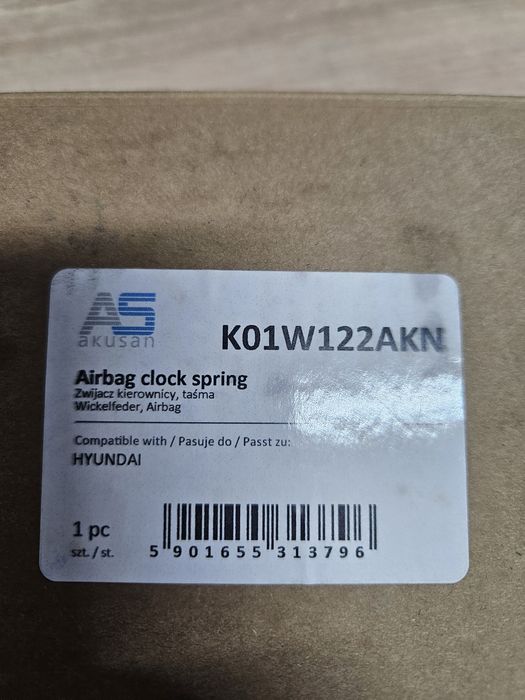 AS
akusan
K01W122AKN
Airbag clock spring
Zwijacz kierownicy, taśma
Wickelfeder, Airbag
Compatible with / Pasuje do / Passt zu:
HYUNDAI
1 pc
szt. / st.
5 901655 313796